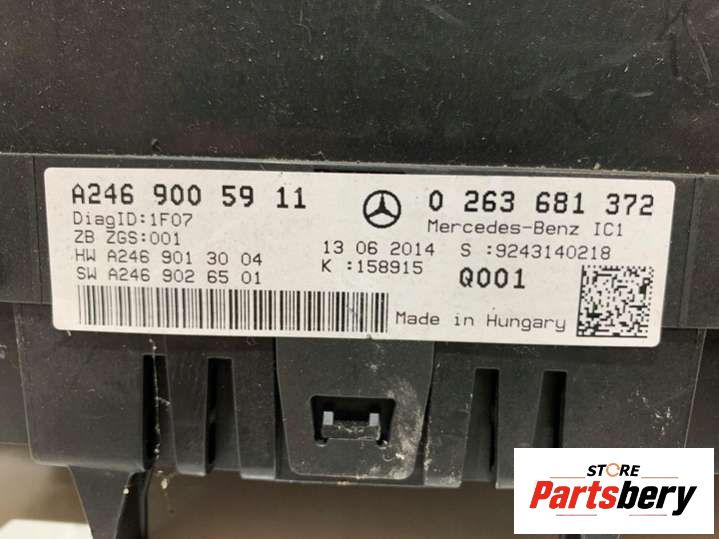 A246 900 59 11
0 263 681 372
DiagID:1F07
Mercedes-Benz IC1
ZB ZGS:001
13 06 2014 S :9243140218
HW A246 901 30 04
K :158915
Q001
SW A246 902 65 01
Made in Hungary
STORE
Partsbery